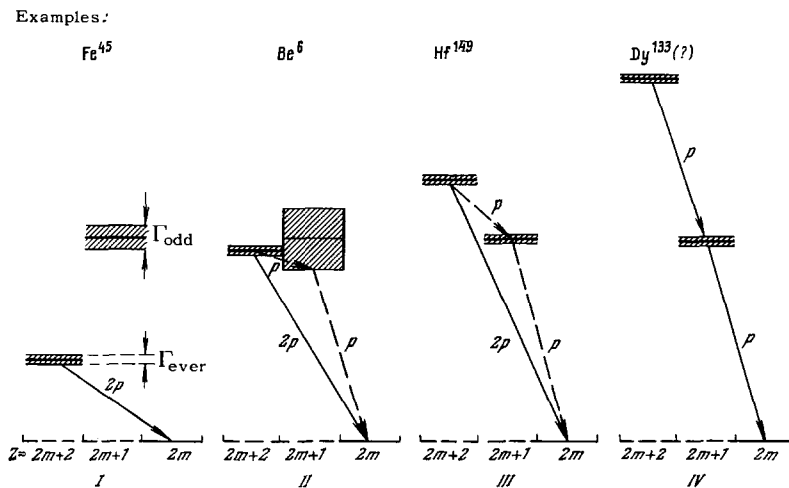 Examples:
Fe⁴⁵ Be⁶ Hf¹⁴⁹ Dy¹³³(?)
p
p
Γodd
p
p
2p
2p
p
Γever
p
2p
Z= 2m+2 2m+1 2m 2m+2 2m+1 2m 2m+2 2m+1 2m 2m+2 2m+1 2m
I II III IV